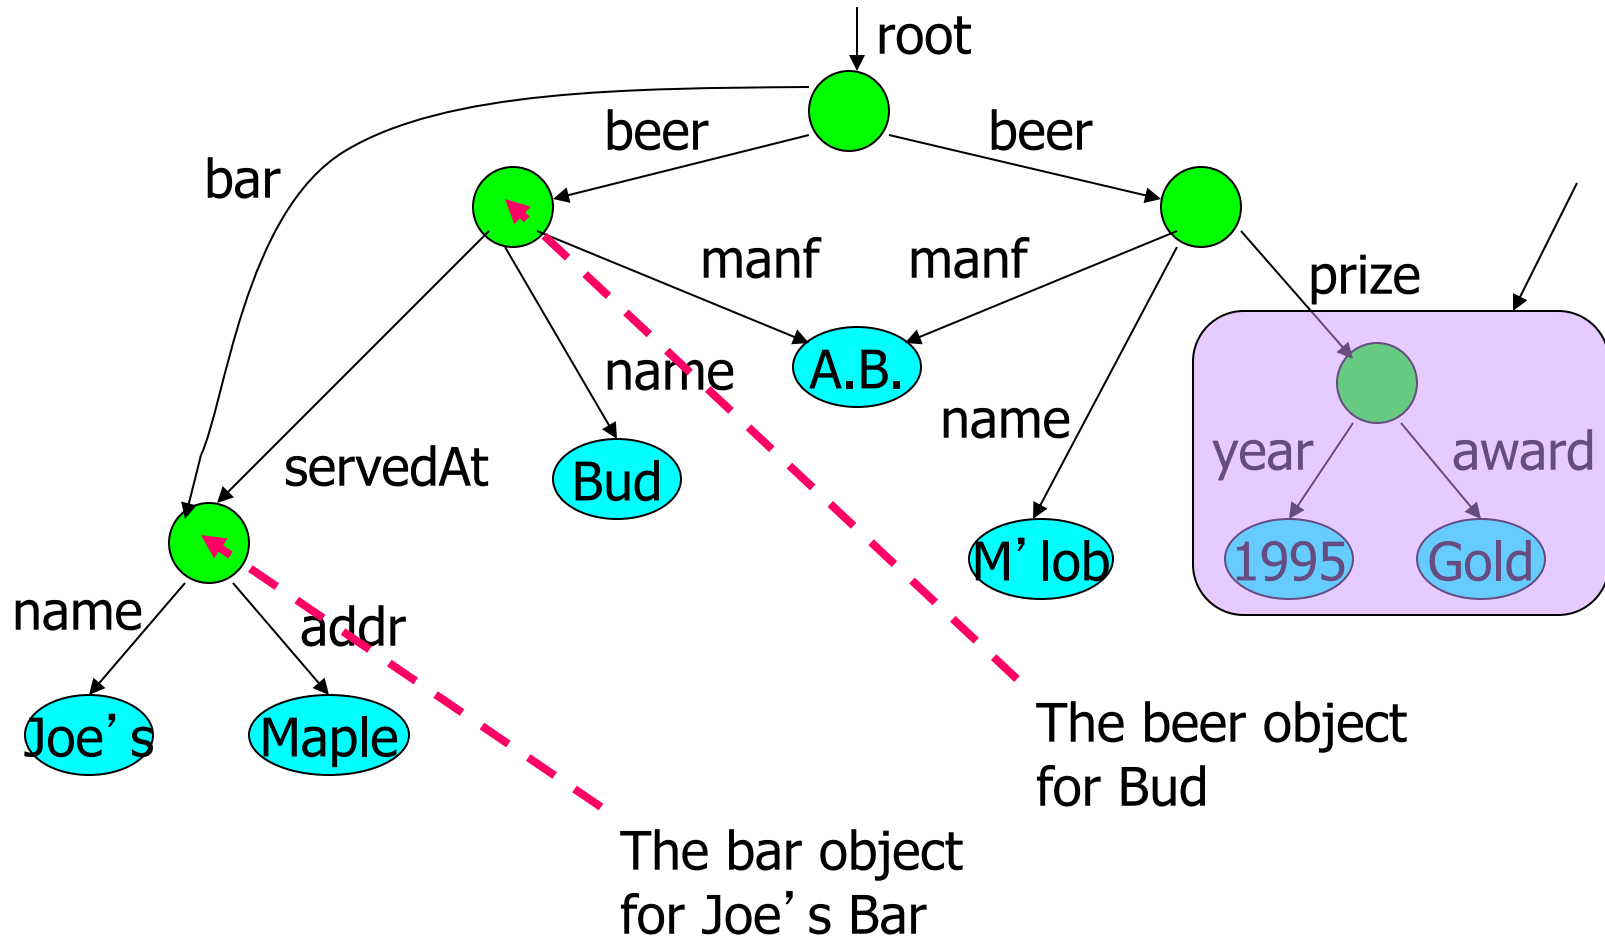 root
beer
beer
bar
manf
manf
prize
name
A.B.
name
year
award
servedAt
Bud
M’lob
1995
Gold
name
addr
Joe’s
Maple
The beer object
for Bud
The bar object
for Joe’s Bar